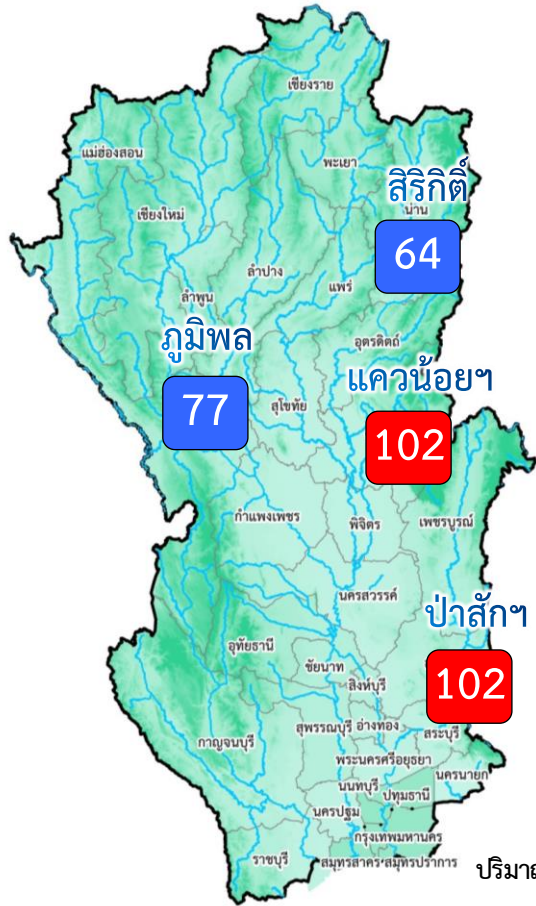 เชียงราย
แม่ฮ่องสอน
พะเยา
สิริกิติ์
น่าน
เชียงใหม่
64
ลำปาง
แพร่
ลำพูน
ภูมิพล
อุตรดิตถ์
แควน้อยฯ
77
สุโขทัย
102
กำแพงเพชร
พิจิตร
เพชรบูรณ์
นครสวรรค์
ป่าสักฯ
อุทัยธานี
ชัยนาท
สิงห์บุรี
102
สุพรรณบุรี อ่างทอง
สระบุรี
กาญจนบุรี
พระนครศรีอยุธยา
นครนายก
นนทบุรี
ปทุมธานี
นครปฐม
กรุงเทพมหานคร
ราชบุรี
สมุทรสาคร สมุทรปราการ